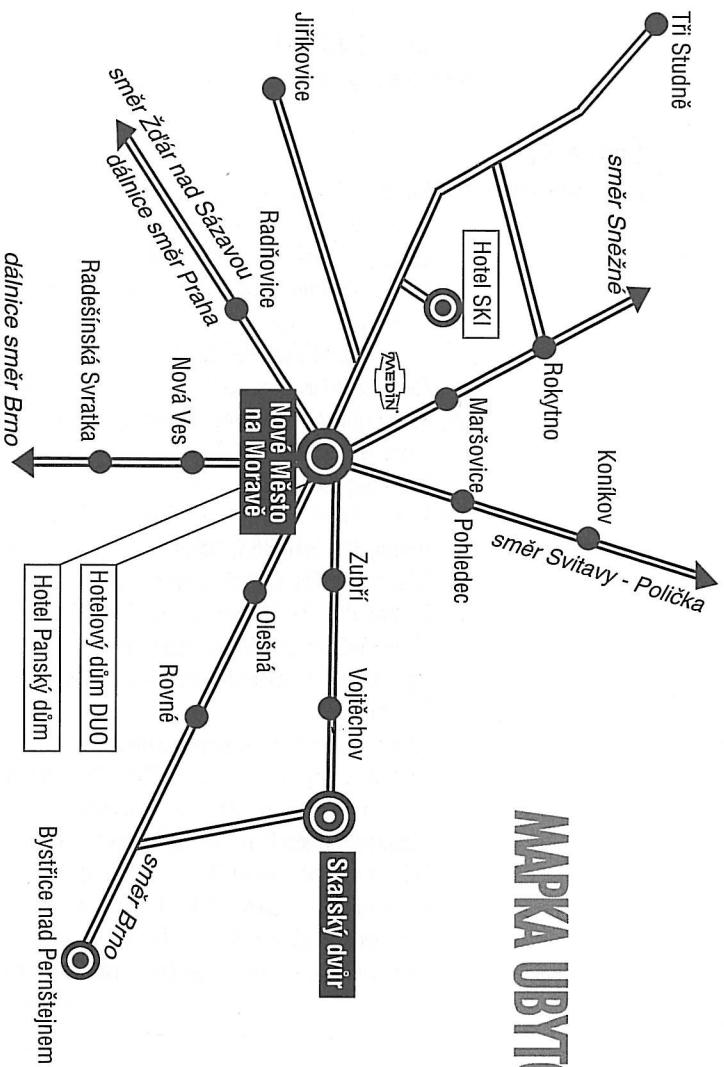 MAPKA UBYTO
Tři Studně
směr Sněžné
Hotel SKI
Rokytno
Koníkov
Jiříkovice
MEDIN
Maršovice
Pohledec
směr Svitavy - Polička
směr Žďár nad Sázavou
dálnice směr Praha
Radňovice
Nové Město
na Moravě
Zubří
Vojtěchov
Skalský dvůr
Nová Ves
Radešínská Svratka
dálnice směr Brno
Olešná
Rovné
směr Brno
Hotelový dům DUO
Hotel Panský dům
Bystřice nad Pernštejnem